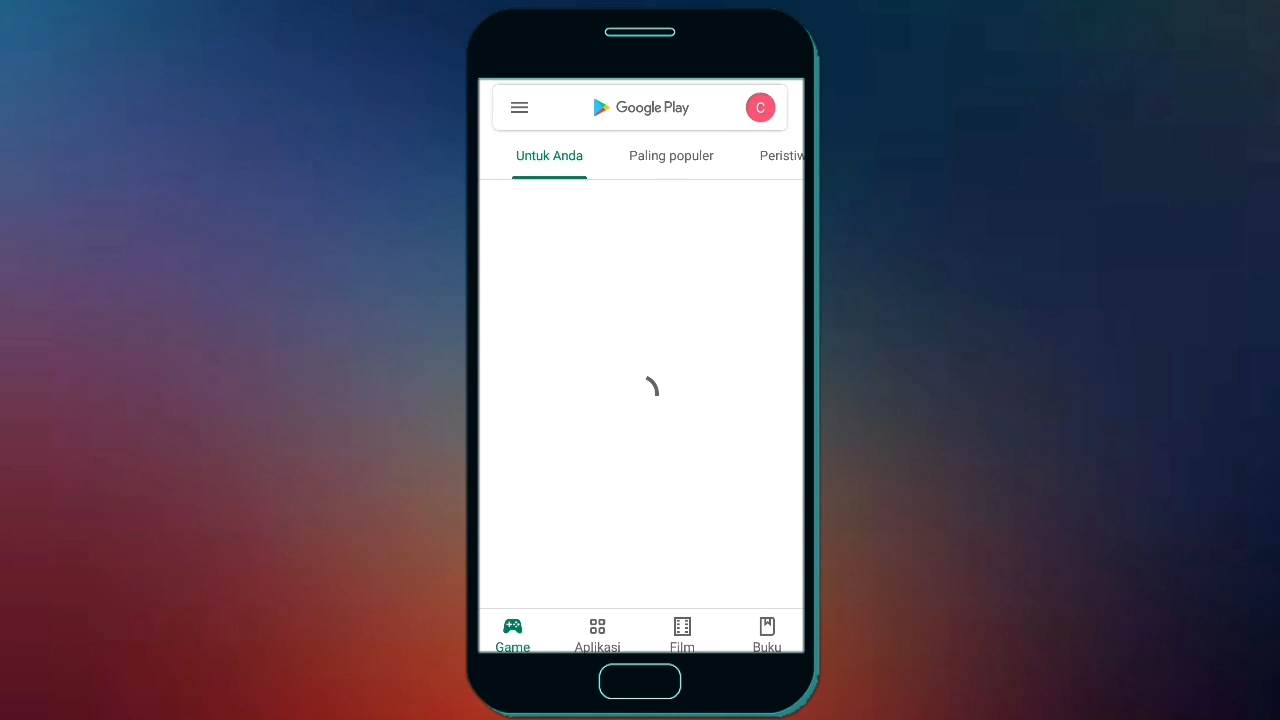 Google Play
C
Untuk Anda
Paling populer
Peristiw
Game
Aplikasi
Film
Buku